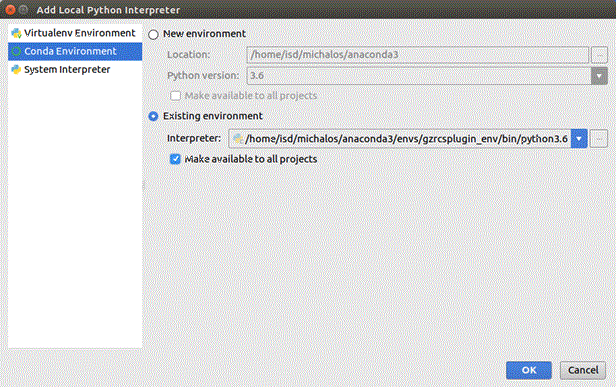 Add Local Python Interpreter
Virtualenv Environment
Conda Environment
System Interpreter
New environment
Location: /home/isd/michalos/anaconda3
Python version: 3.6
Make available to all projects
Existing environment
Interpreter: /home/isd/michalos/anaconda3/envs/gzrcsplugin_env/bin/python3.6
Make available to all projects
OK Cancel